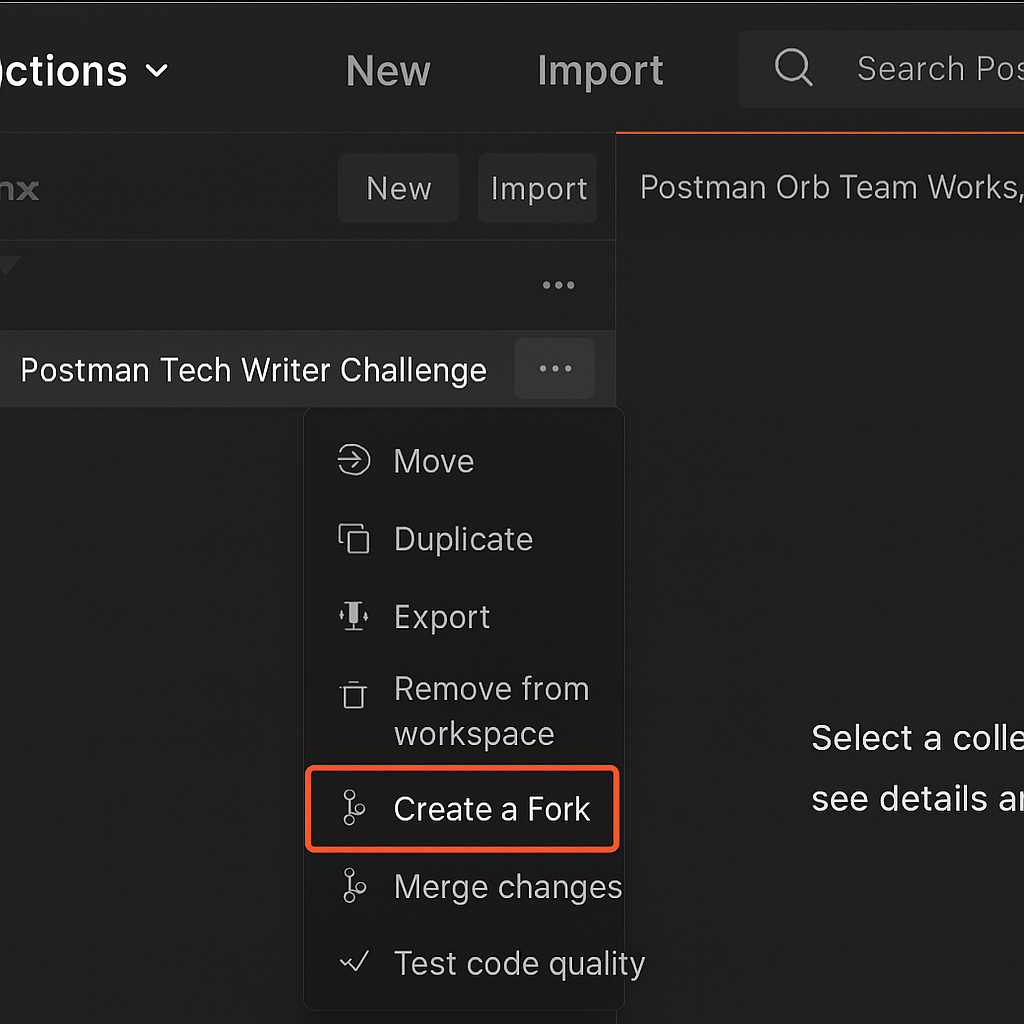 ctions
New
Import
Search Pos
nx
New
Import
Postman Orb Team Works,
Postman Tech Writer Challenge
Move
Duplicate
Export
Remove from
workspace
Select a colle
Create a Fork
see details a
Merge changes
Test code quality